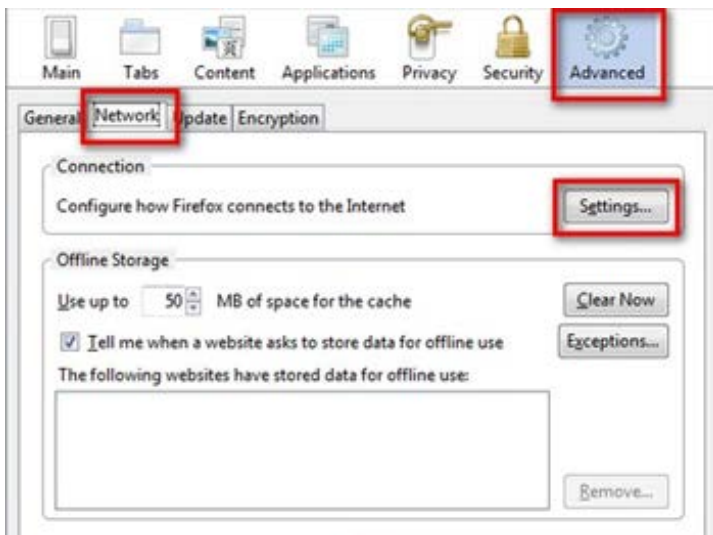 Main Tabs Content Applications Privacy Security Advanced
General Network Update Encryption
Connection
Configure how Firefox connects to the Internet Settings...
Offline Storage
Use up to 50 MB of space for the cache Clear Now
Tell me when a website asks to store data for offline use Exceptions...
The following websites have stored data for offline use:
Remove...